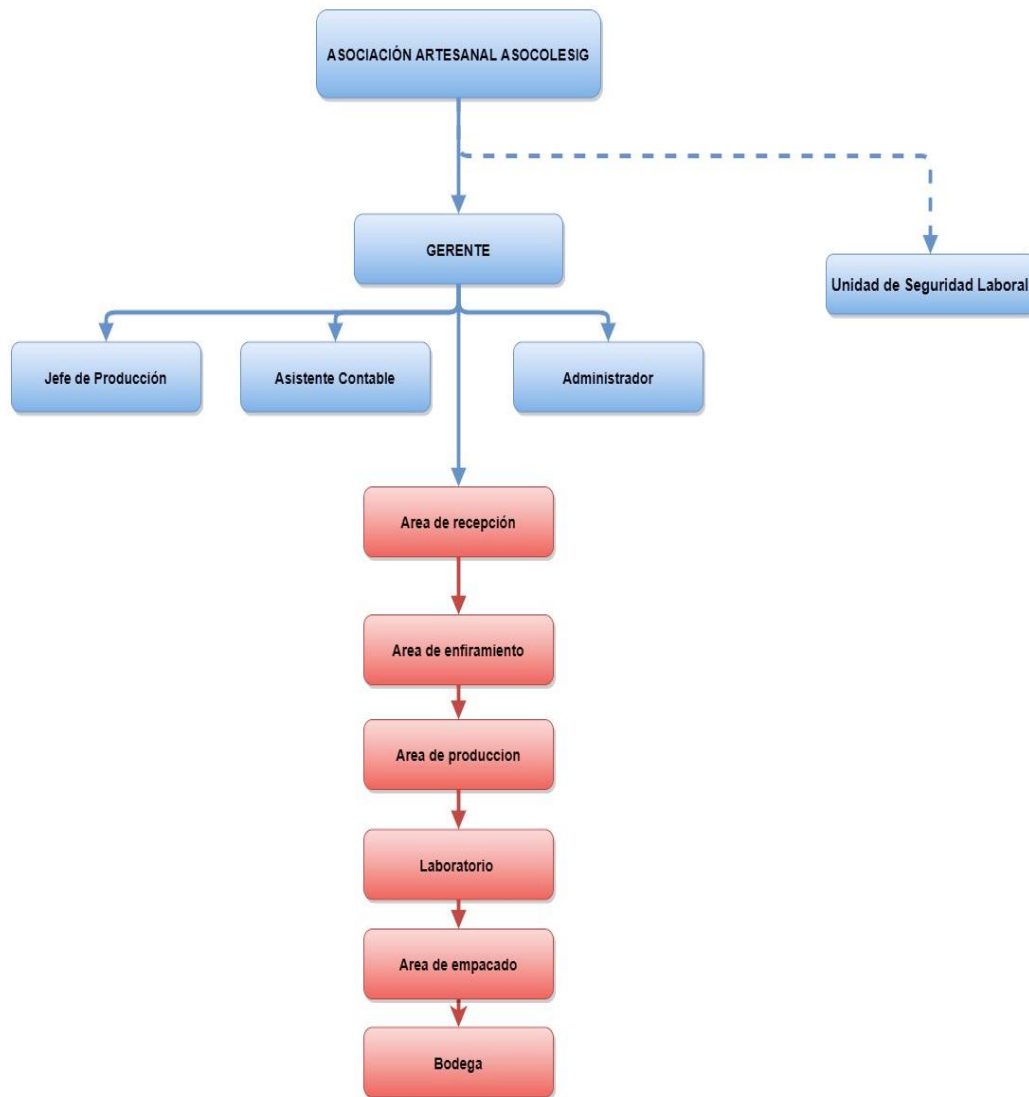 ASOCIACIÓN ARTESANAL ASOCOLESIG
GERENTE
Unidad de Seguridad Laboral
Jefe de Producción
Asistente Contable
Administrador
Area de recepción
Area de enfiramiento
Area de produccion
Laboratorio
Area de empacado
Bodega